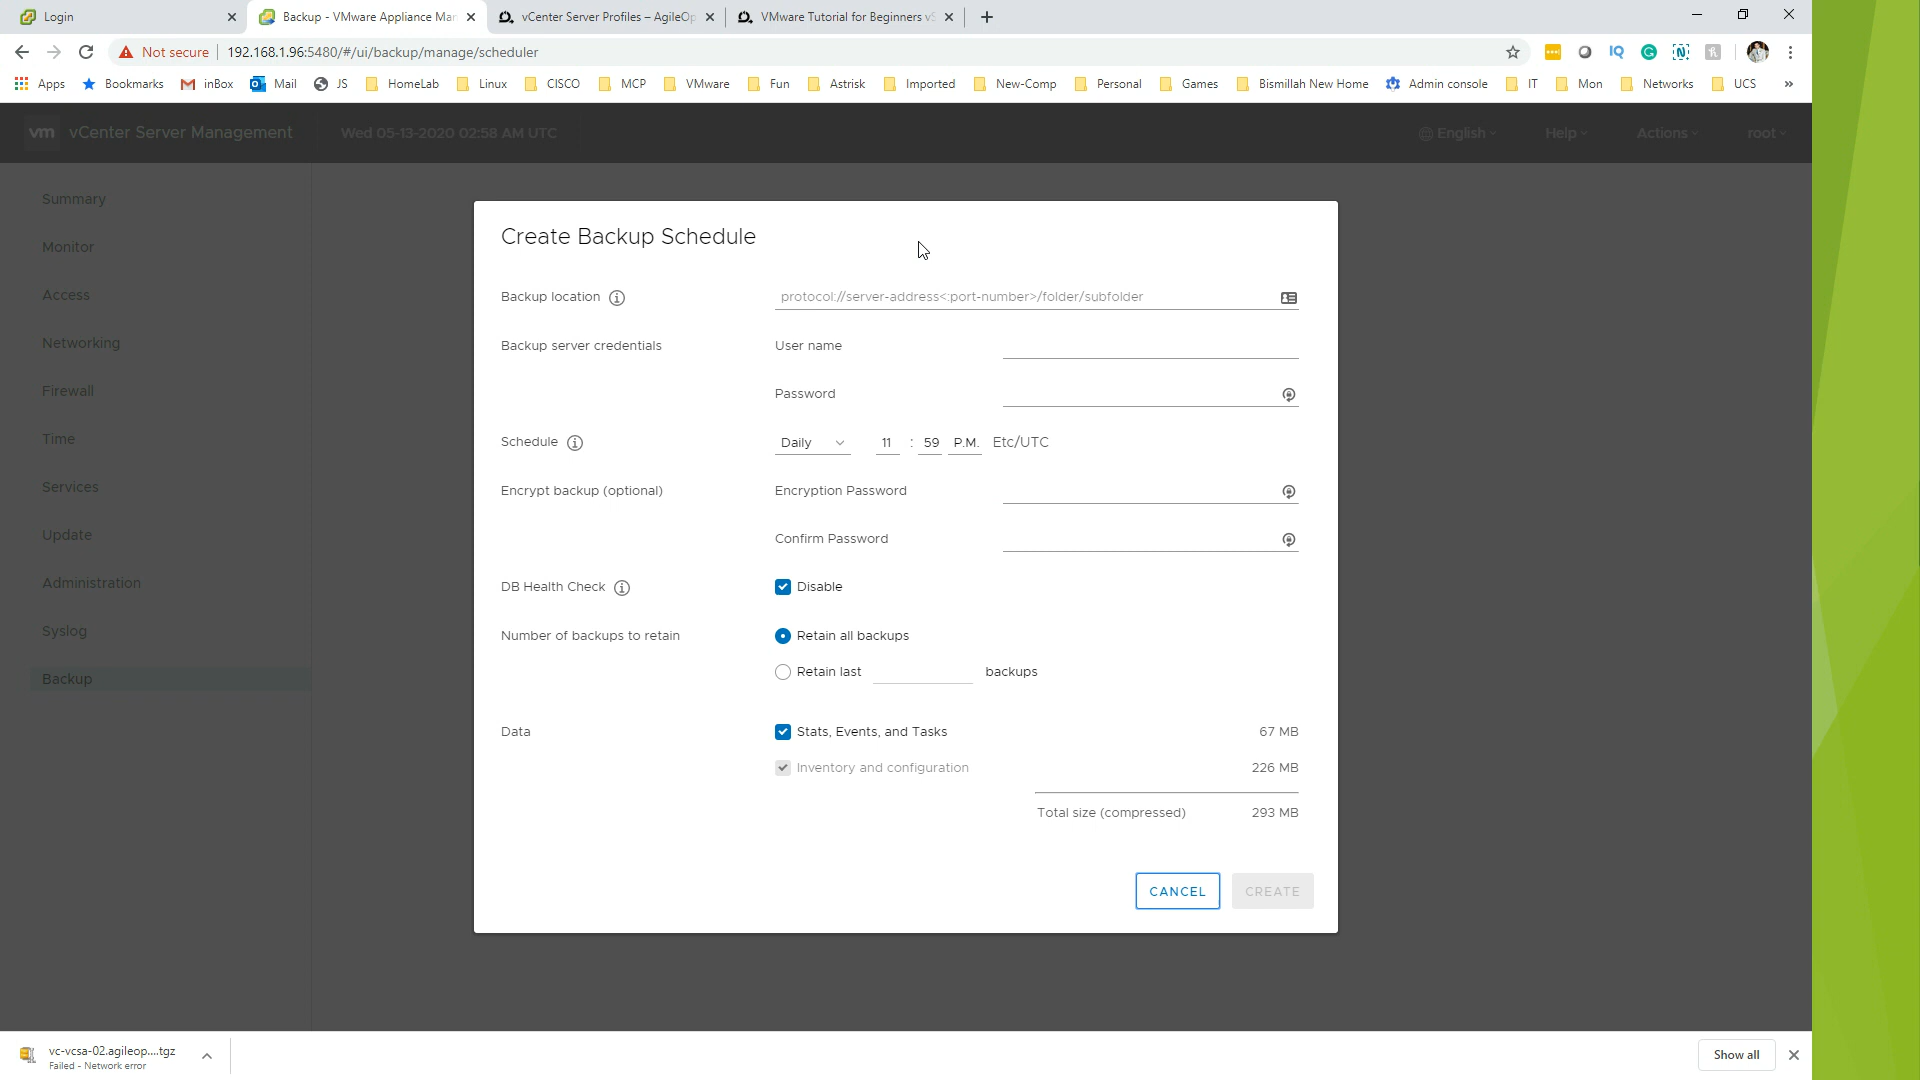 Login
Backup - VMware Appliance Man
vCenter Server Profiles – AgileOp
VMware Tutorial for Beginners vS
Not secure
192.168.1.96:5480/#/ui/backup/manage/scheduler
Apps
Bookmarks
inBox
Mail
JS
HomeLab
Linux
CISCO
MCP
VMware
Fun
Astrisk
Imported
New-Comp
Personal
Games
Bismillah New Home
Admin console
IT
Mon
Networks
UCS
»
vm vCenter Server Management
Wed 05-13-2020 02:58 AM UTC
English
Help
Actions
root
Summary
Monitor
Access
Networking
Firewall
Time
Services
Update
Administration
Syslog
Backup
Create Backup Schedule
Backup location
protocol://server-address<:port-number>/folder/subfolder
Backup server credentials
User name
Password
Schedule
Daily
11 : 59 P.M. Etc/UTC
Encrypt backup (optional)
Encryption Password
Confirm Password
DB Health Check
Disable
Number of backups to retain
Retain all backups
Retain last backups
Data
Stats, Events, and Tasks 67 MB
Inventory and configuration 226 MB
Total size (compressed) 293 MB
CANCEL
CREATE
vc-vcsa-02.agileop....tgz
Failed - Network error
Show all